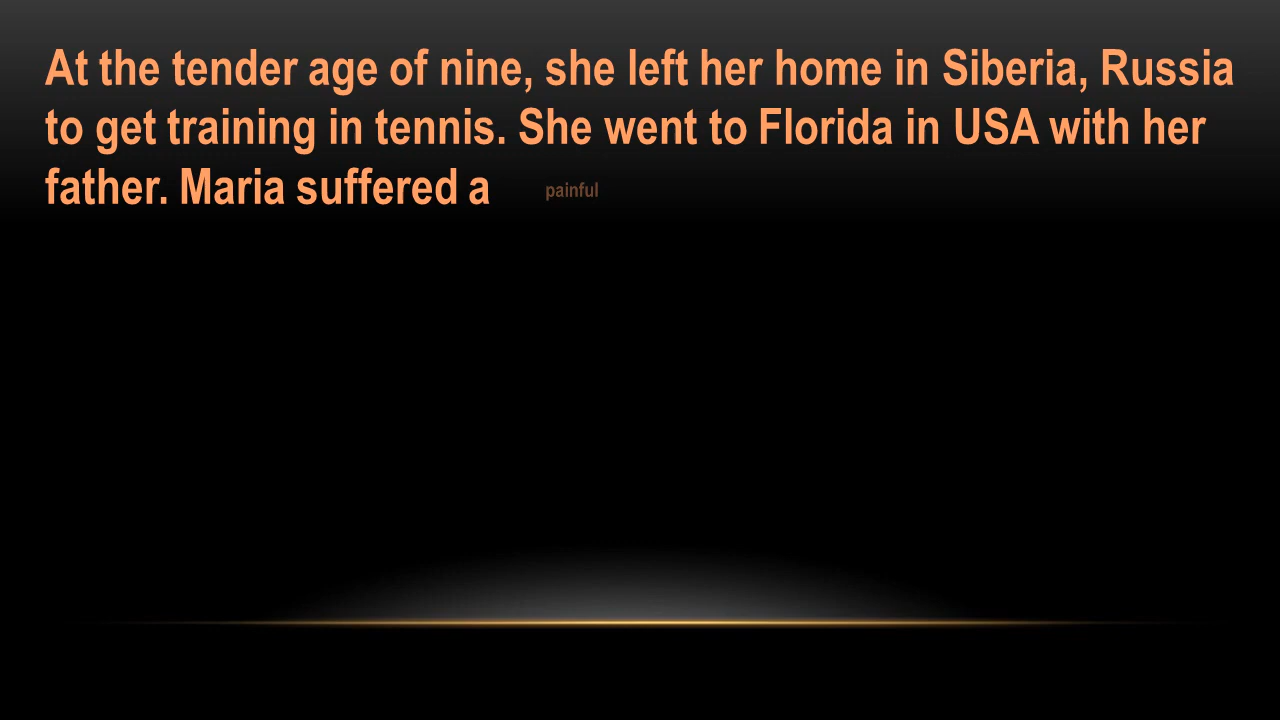 At the tender age of nine, she left her home in Siberia, Russia
to get training in tennis. She went to Florida in USA with her
father. Maria suffered a painful